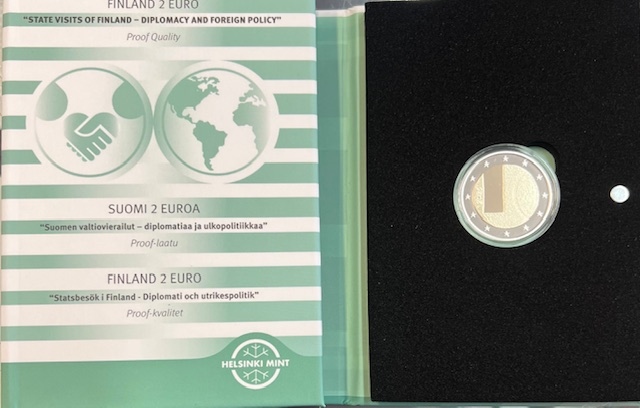 FINLAND 2 EURO
"STATE VISITS OF FINLAND – DIPLOMACY AND FOREIGN POLICY"
Proof Quality
SUOMI 2 EUROA
"Suomen valtiovierailut – diplomatiaa ja ulkopolitiikkaa"
Proof-laatu
FINLAND 2 EURO
"Statsbesök i Finland - Diplomati och utrikespolitik"
Proof-kvalitet
HELSINKI MINT